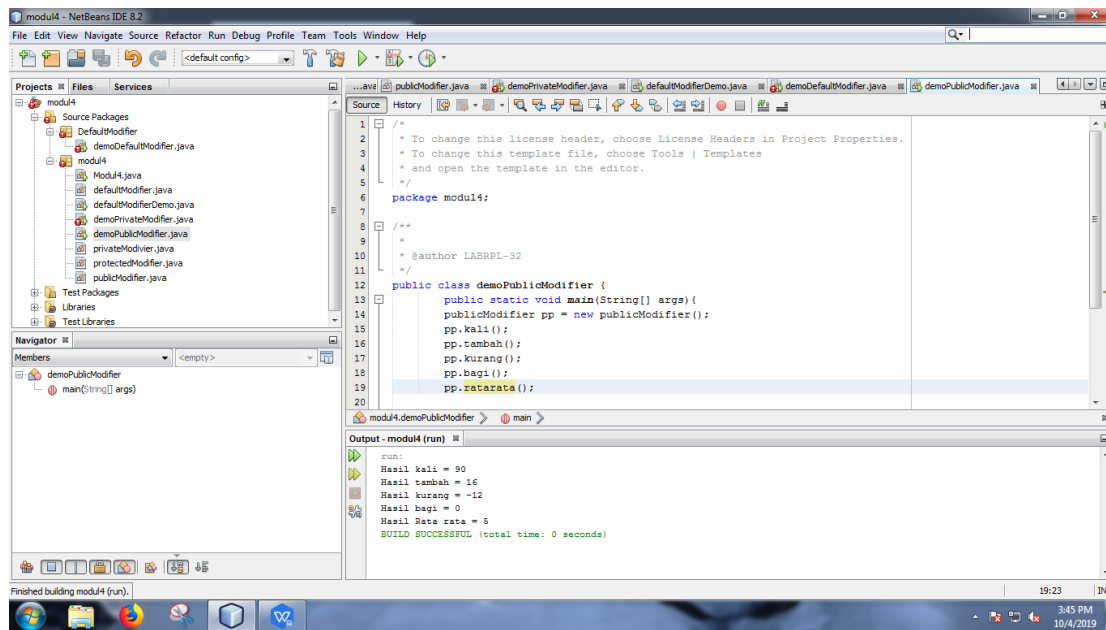 modul4 - NetBeans IDE 8.2
File Edit View Navigate Source Refactor Run Debug Profile Team Tools Window Help
<default config>
Projects Files Services
modul4
Source Packages
DefaultModifier
demoDefaultModifier.java
modul4
Modul4.java
defaultModifier.java
defaultModifierDemo.java
demoPrivateModifier.java
demoPublicModifier.java
privateModivier.java
protectedModifier.java
publicModifier.java
Test Packages
Libraries
Test Libraries
Navigator
Members <empty>
demoPublicModifier
main(String[] args)
...ava publicModifier.java demoPrivateModifier.java defaultModifierDemo.java demoDefaultModifier.java demoPublicModifier.java
Source History
1 /*
2 * To change this license header, choose License Headers in Project Properties.
3 * To change this template file, choose Tools | Templates
4 * and open the template in the editor.
5 */
6 package modul4;
7
8 /**
9 *
10 * @author LABRPL-32
11 */
12 public class demoPublicModifier {
13 public static void main(String[] args){
14 publicModifier pp = new publicModifier();
15 pp.kali();
16 pp.tambah();
17 pp.kurang();
18 pp.bagi();
19 pp.ratarata();
20
modul4.demoPublicModifier main
Output - modul4 (run)
run:
Hasil kali = 90
Hasil tambah = 16
Hasil kurang = -12
Hasil bagi = 0
Hasil Rata rata = 5
BUILD SUCCESSFUL (total time: 0 seconds)
Finished building modul4 (run).
19:23 IN
3:45 PM
10/4/2019